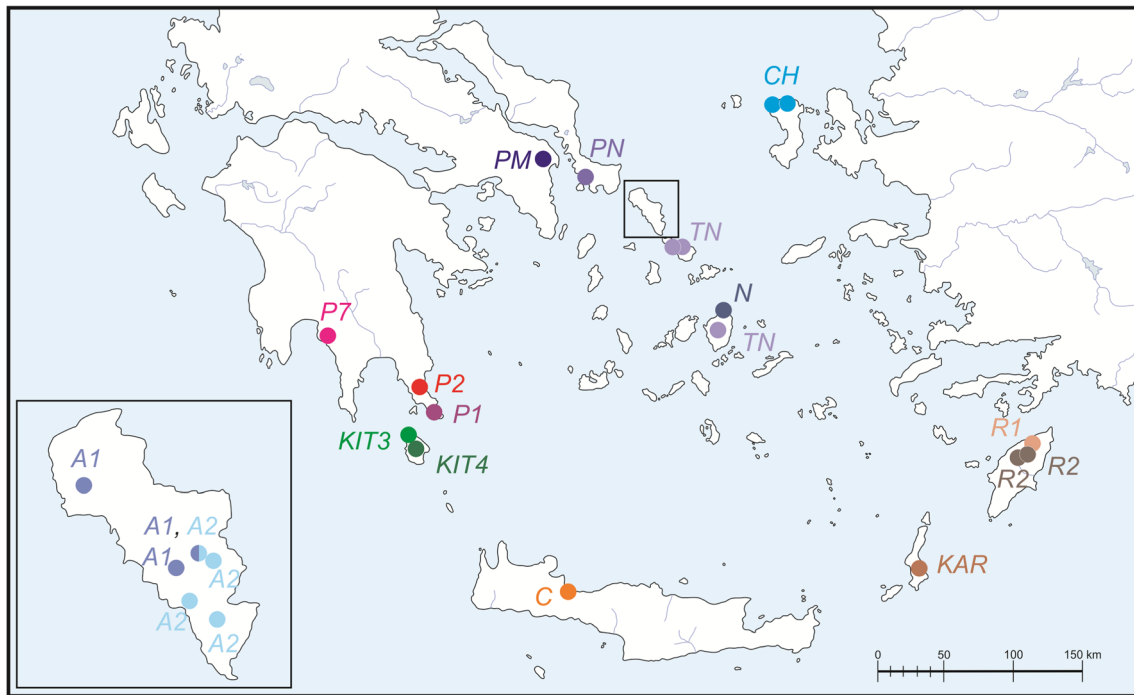 CH
PM
PN
TN
N
TN
P7
P2
P1
KIT3
KIT4
R1
R2
R2
KAR
C
A1
A1, A2
A1
A2
A2
A2
0 50 100 150 km